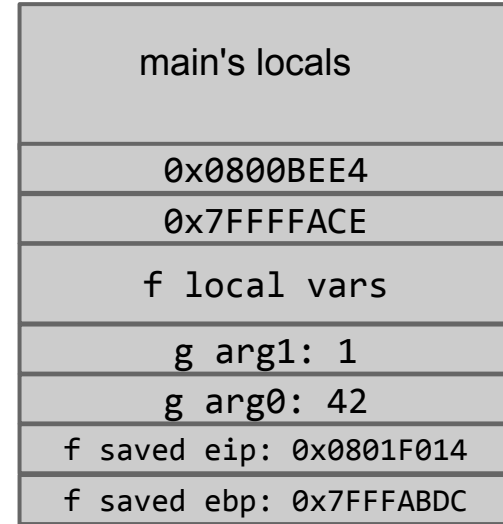 main's locals
0x0800BEE4
0x7FFFFACE
f local vars
g arg1: 1
g arg0: 42
f saved eip: 0x0801F014
f saved ebp: 0x7FFFABDC